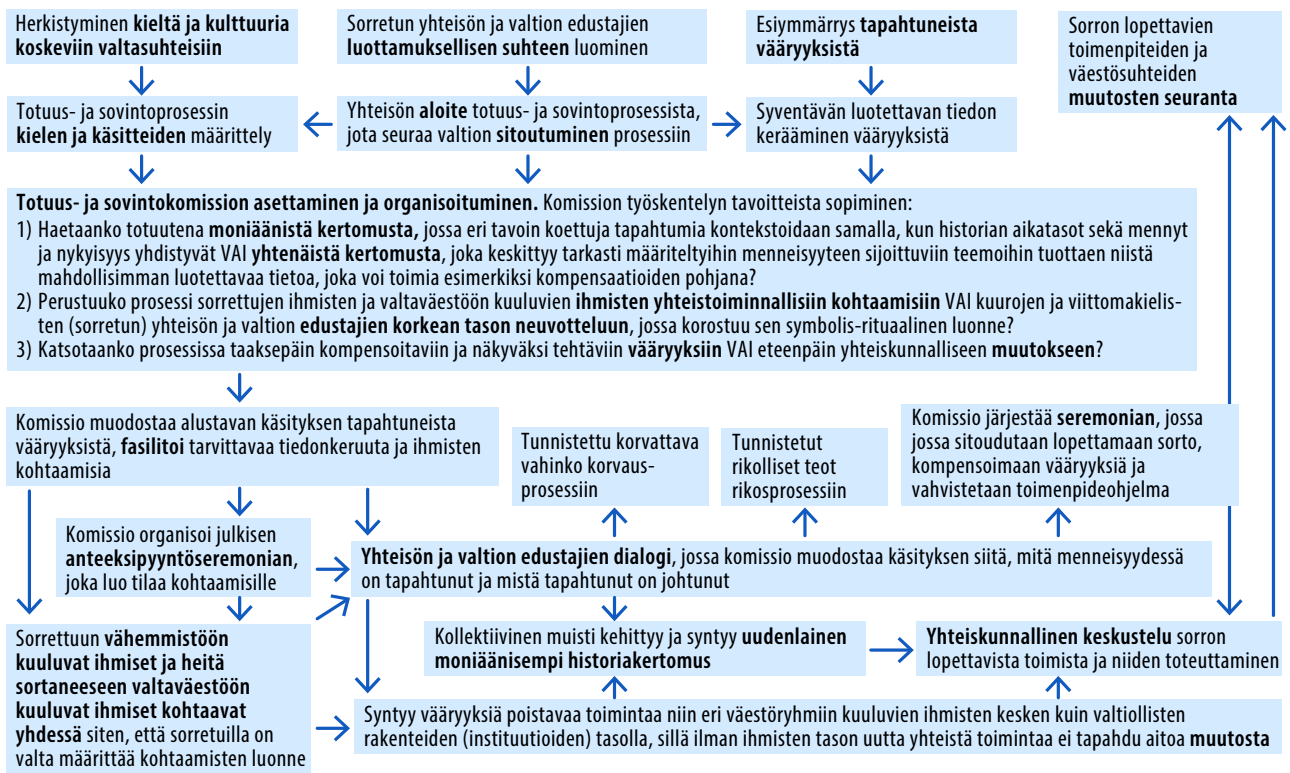 Herkistyminen kieltä ja kulttuuria
koskeviin valtasuhteisiin
Sorretun yhteisön ja valtion edustajien
luottamuksellisen suhteen luominen
Esiymmärrys tapahtuneista
vääryyksistä
Sorron lopettavien
toimenpiteiden ja
väestösuhteiden
muutosten seuranta
Totuus- ja sovintoprosessin
kielen ja käsitteiden määrittely
Yhteisön aloite totuus- ja sovintoprosessista,
jota seuraa valtion sitoutuminen prosessiin
Syventävän luotettavan tiedon
kerääminen vääryyksistä
Totuus- ja sovintokomission asettaminen ja organisoituminen. Komission työskentelyn tavoitteista sopiminen:
1) Haetaanko totuutena moniäänistä kertomusta, jossa eri tavoin koettuja tapahtumia kontekstoidaan samalla, kun historian aikatasot sekä mennyt
ja nykyisyys yhdistyvät VAI yhtenäistä kertomusta, joka keskittyy tarkasti määriteltyihin menneisyyteen sijoittuviin teemoihin tuottaen niistä
mahdollisimman luotettavaa tietoa, joka voi toimia esimerkiksi kompensaatioiden pohjana?
2) Perustuuko prosessi sorrettujen ihmisten ja valtaväestöön kuuluvien ihmisten yhteistoiminnallisiin kohtaamisiin VAI kuurojen ja viittomakielis-
ten (sorretun) yhteisön ja valtion edustajien korkean tason neuvotteluun, jossa korostuu sen symbolis-rituaalinen luonne?
3) Katsotaanko prosessissa taaksepäin kompensoitaviin ja näkyväksi tehtäviin vääryyksiin VAI eteenpäin yhteiskunnalliseen muutokseen?
Komissio muodostaa alustavan käsityksen tapahtuneista
vääryyksistä, fasilitoi tarvittavaa tiedonkeruuta ja ihmisten
kohtaamisia
Tunnistettu korvattava
vahinko korvaus-
prosessiin
Tunnistetut
rikolliset teot
rikosprosessiin
Komissio järjestää seremonian, jossa
jossa sitoudutaan lopettamaan sorto,
kompensoimaan vääryyksiä ja
vahvistetaan toimenpideohjelma
Komissio organisoi julkisen
anteeksipyyntöseremonian,
joka luo tilaa kohtaamisille
Yhteisön ja valtion edustajien dialogi, jossa komissio muodostaa käsityksen siitä, mitä menneisyydessä
on tapahtunut ja mistä tapahtunut on johtunut
Sorrettuun vähemmistöön
kuuluvat ihmiset ja heitä
sortaneeseen valtaväestöön
kuuluvat ihmiset kohtaavat
yhdessä siten, että sorretuilla on
valta määrittää kohtaamisten luonne
Kollektiivinen muisti kehittyy ja syntyy uudenlainen
moniäänisempi historiakertomus
Yhteiskunnallinen keskustelu sorron
lopettavista toimista ja niiden toteuttaminen
Syntyy vääryyksiä poistavaa toimintaa niin eri väestöryhmiin kuuluvien ihmisten kesken kuin valtiollisten
rakenteiden (instituutioiden) tasolla, sillä ilman ihmisten tason uutta yhteistä toimintaa ei tapahdu aitoa muutosta